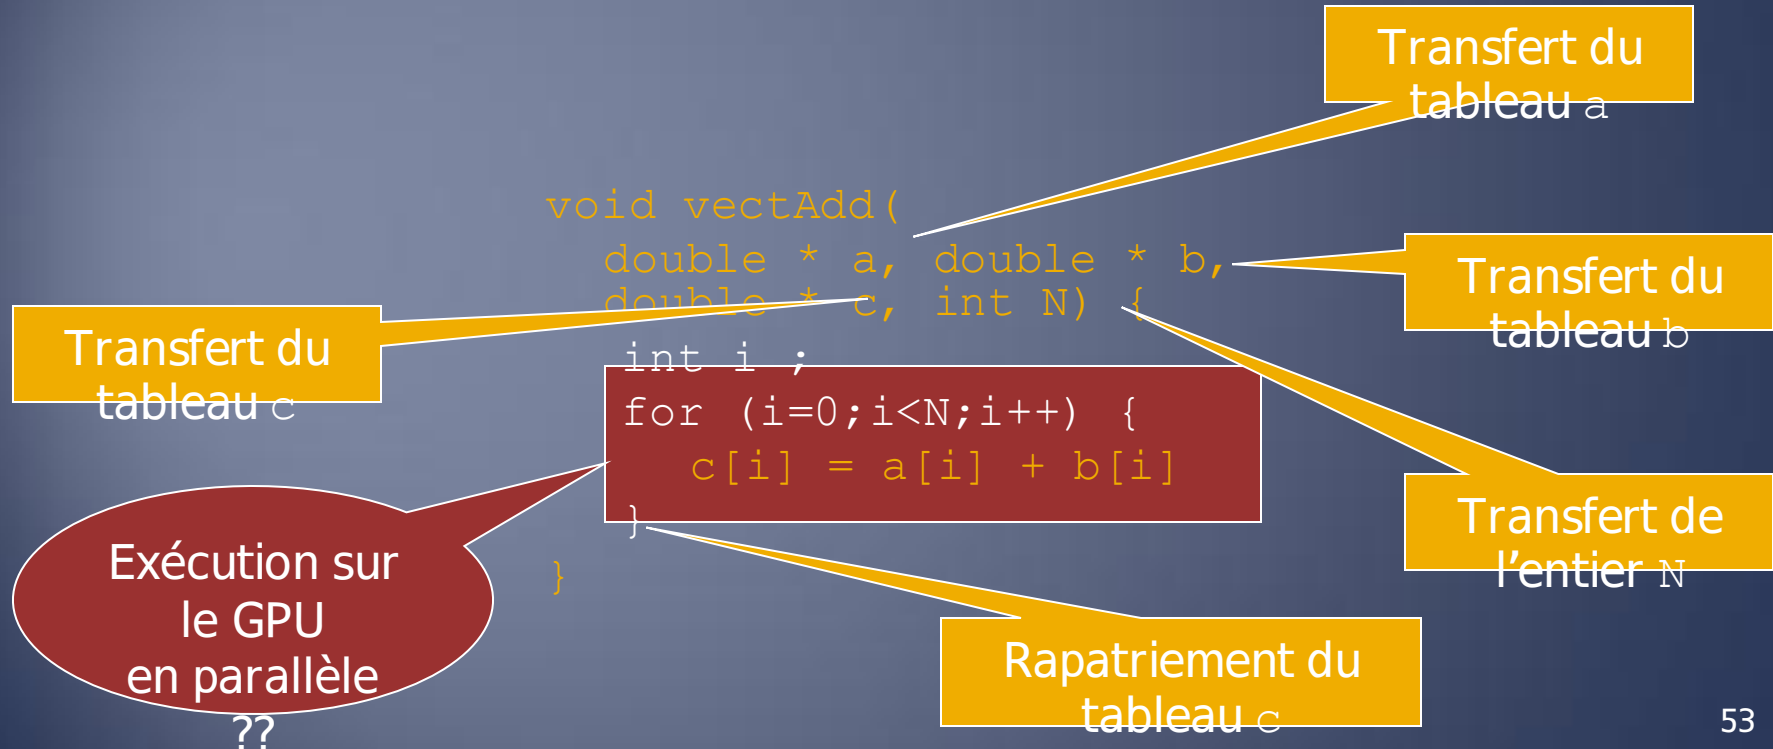 Transfert du
tableau a
void vectAdd(
double * a, double * b,
double * c, int N) {
Transfert du
tableau b
Transfert du
tableau c
int i ;
for (i=0;i<N;i++) {
c[i] = a[i] + b[i]
}
}
Transfert de
l’entier N
Exécution sur
le GPU
en parallèle
??
Rapatriement du
tableau C
53